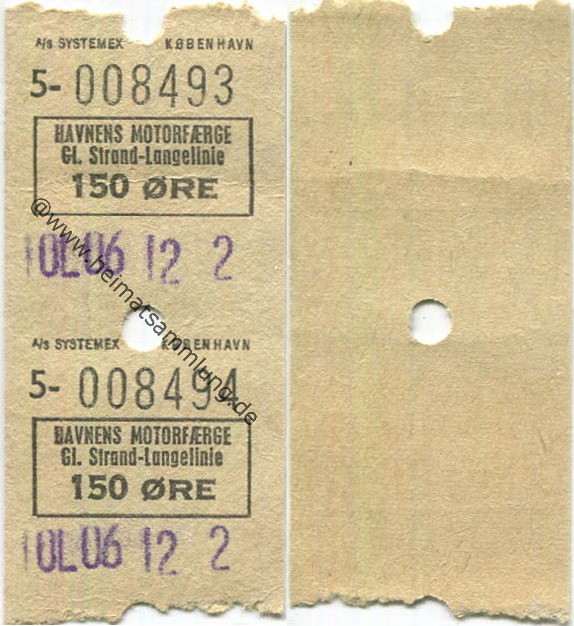 A/s SYSTEMEX KØBENHAVN
5- 008493
HAVNENS MOTORFÆRGE
Gl. Strand-Langelinie
150 ØRE
10L06 12 2
A/s SYSTEMEX KØBENHAVN
5- 008494
HAVNENS MOTORFÆRGE
Gl. Strand-Langelinie
150 ØRE
10L06 12 2
@www.heimatsammlung.de